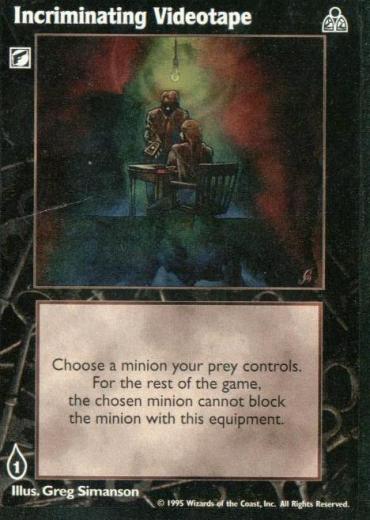 Incriminating Videotape
Choose a minion your prey controls.
For the rest of the game,
the chosen minion cannot block
the minion with this equipment.
1
Illus. Greg Simanson
© 1995 Wizards of the Coast, Inc. All Rights Reserved.